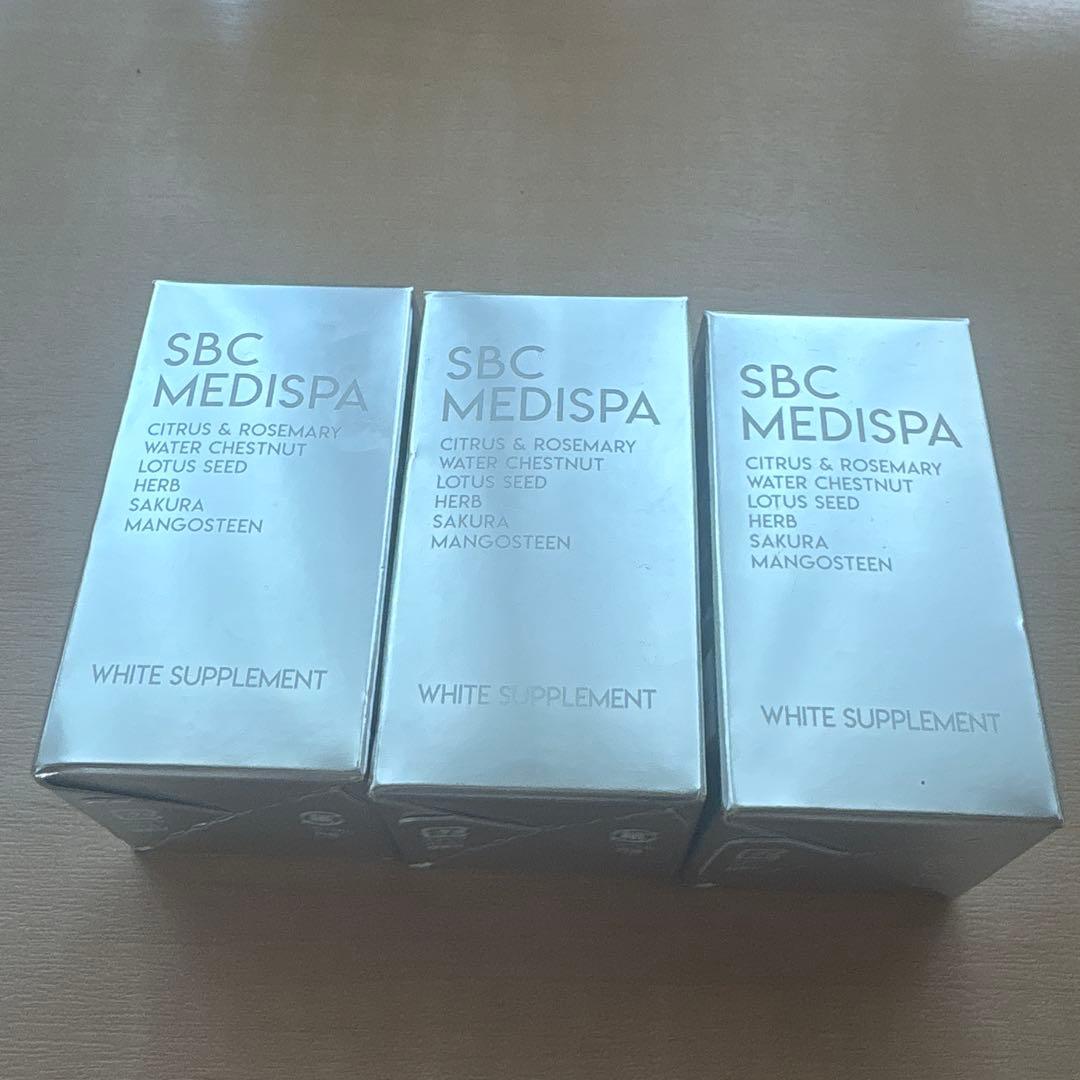 SBC
MEDISPA
CITRUS & ROSEMARY
WATER CHESTNUT
LOTUS SEED
HERB
SAKURA
MANGOSTEEN
WHITE SUPPLEMENT
SBC
MEDISPA
CITRUS & ROSEMARY
WATER CHESTNUT
LOTUS SEED
HERB
SAKURA
MANGOSTEEN
WHITE SUPPLEMENT
SBC
MEDISPA
CITRUS & ROSEMARY
WATER CHESTNUT
LOTUS SEED
HERB
SAKURA
MANGOSTEEN
WHITE SUPPLEMENT